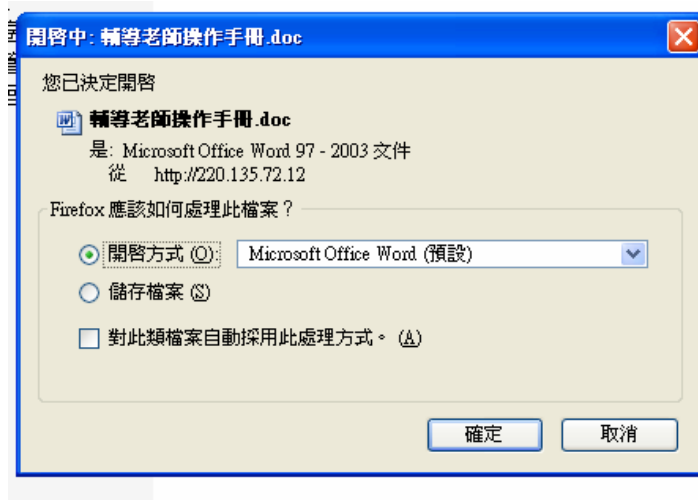 開啓中: 輔導老師操作手冊.doc
您已決定開啓
輔導老師操作手冊.doc
是: Microsoft Office Word 97 - 2003 文件
從 http://220.135.72.12
Firefox 應該如何處理此檔案？
開啓方式 (O): Microsoft Office Word (預設)
儲存檔案 (S)
對此類檔案自動採用此處理方式。 (A)
確定 取消